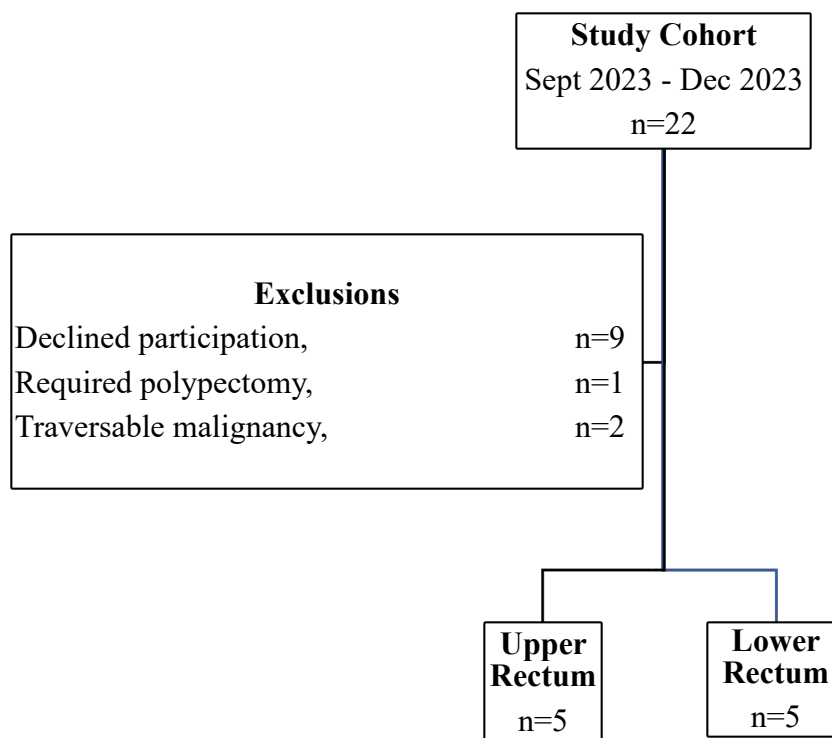 Study Cohort
Sept 2023 - Dec 2023
n=22
Exclusions
Declined participation, n=9
Required polypectomy, n=1
Traversable malignancy, n=2
Upper
Rectum
n=5
Lower
Rectum
n=5